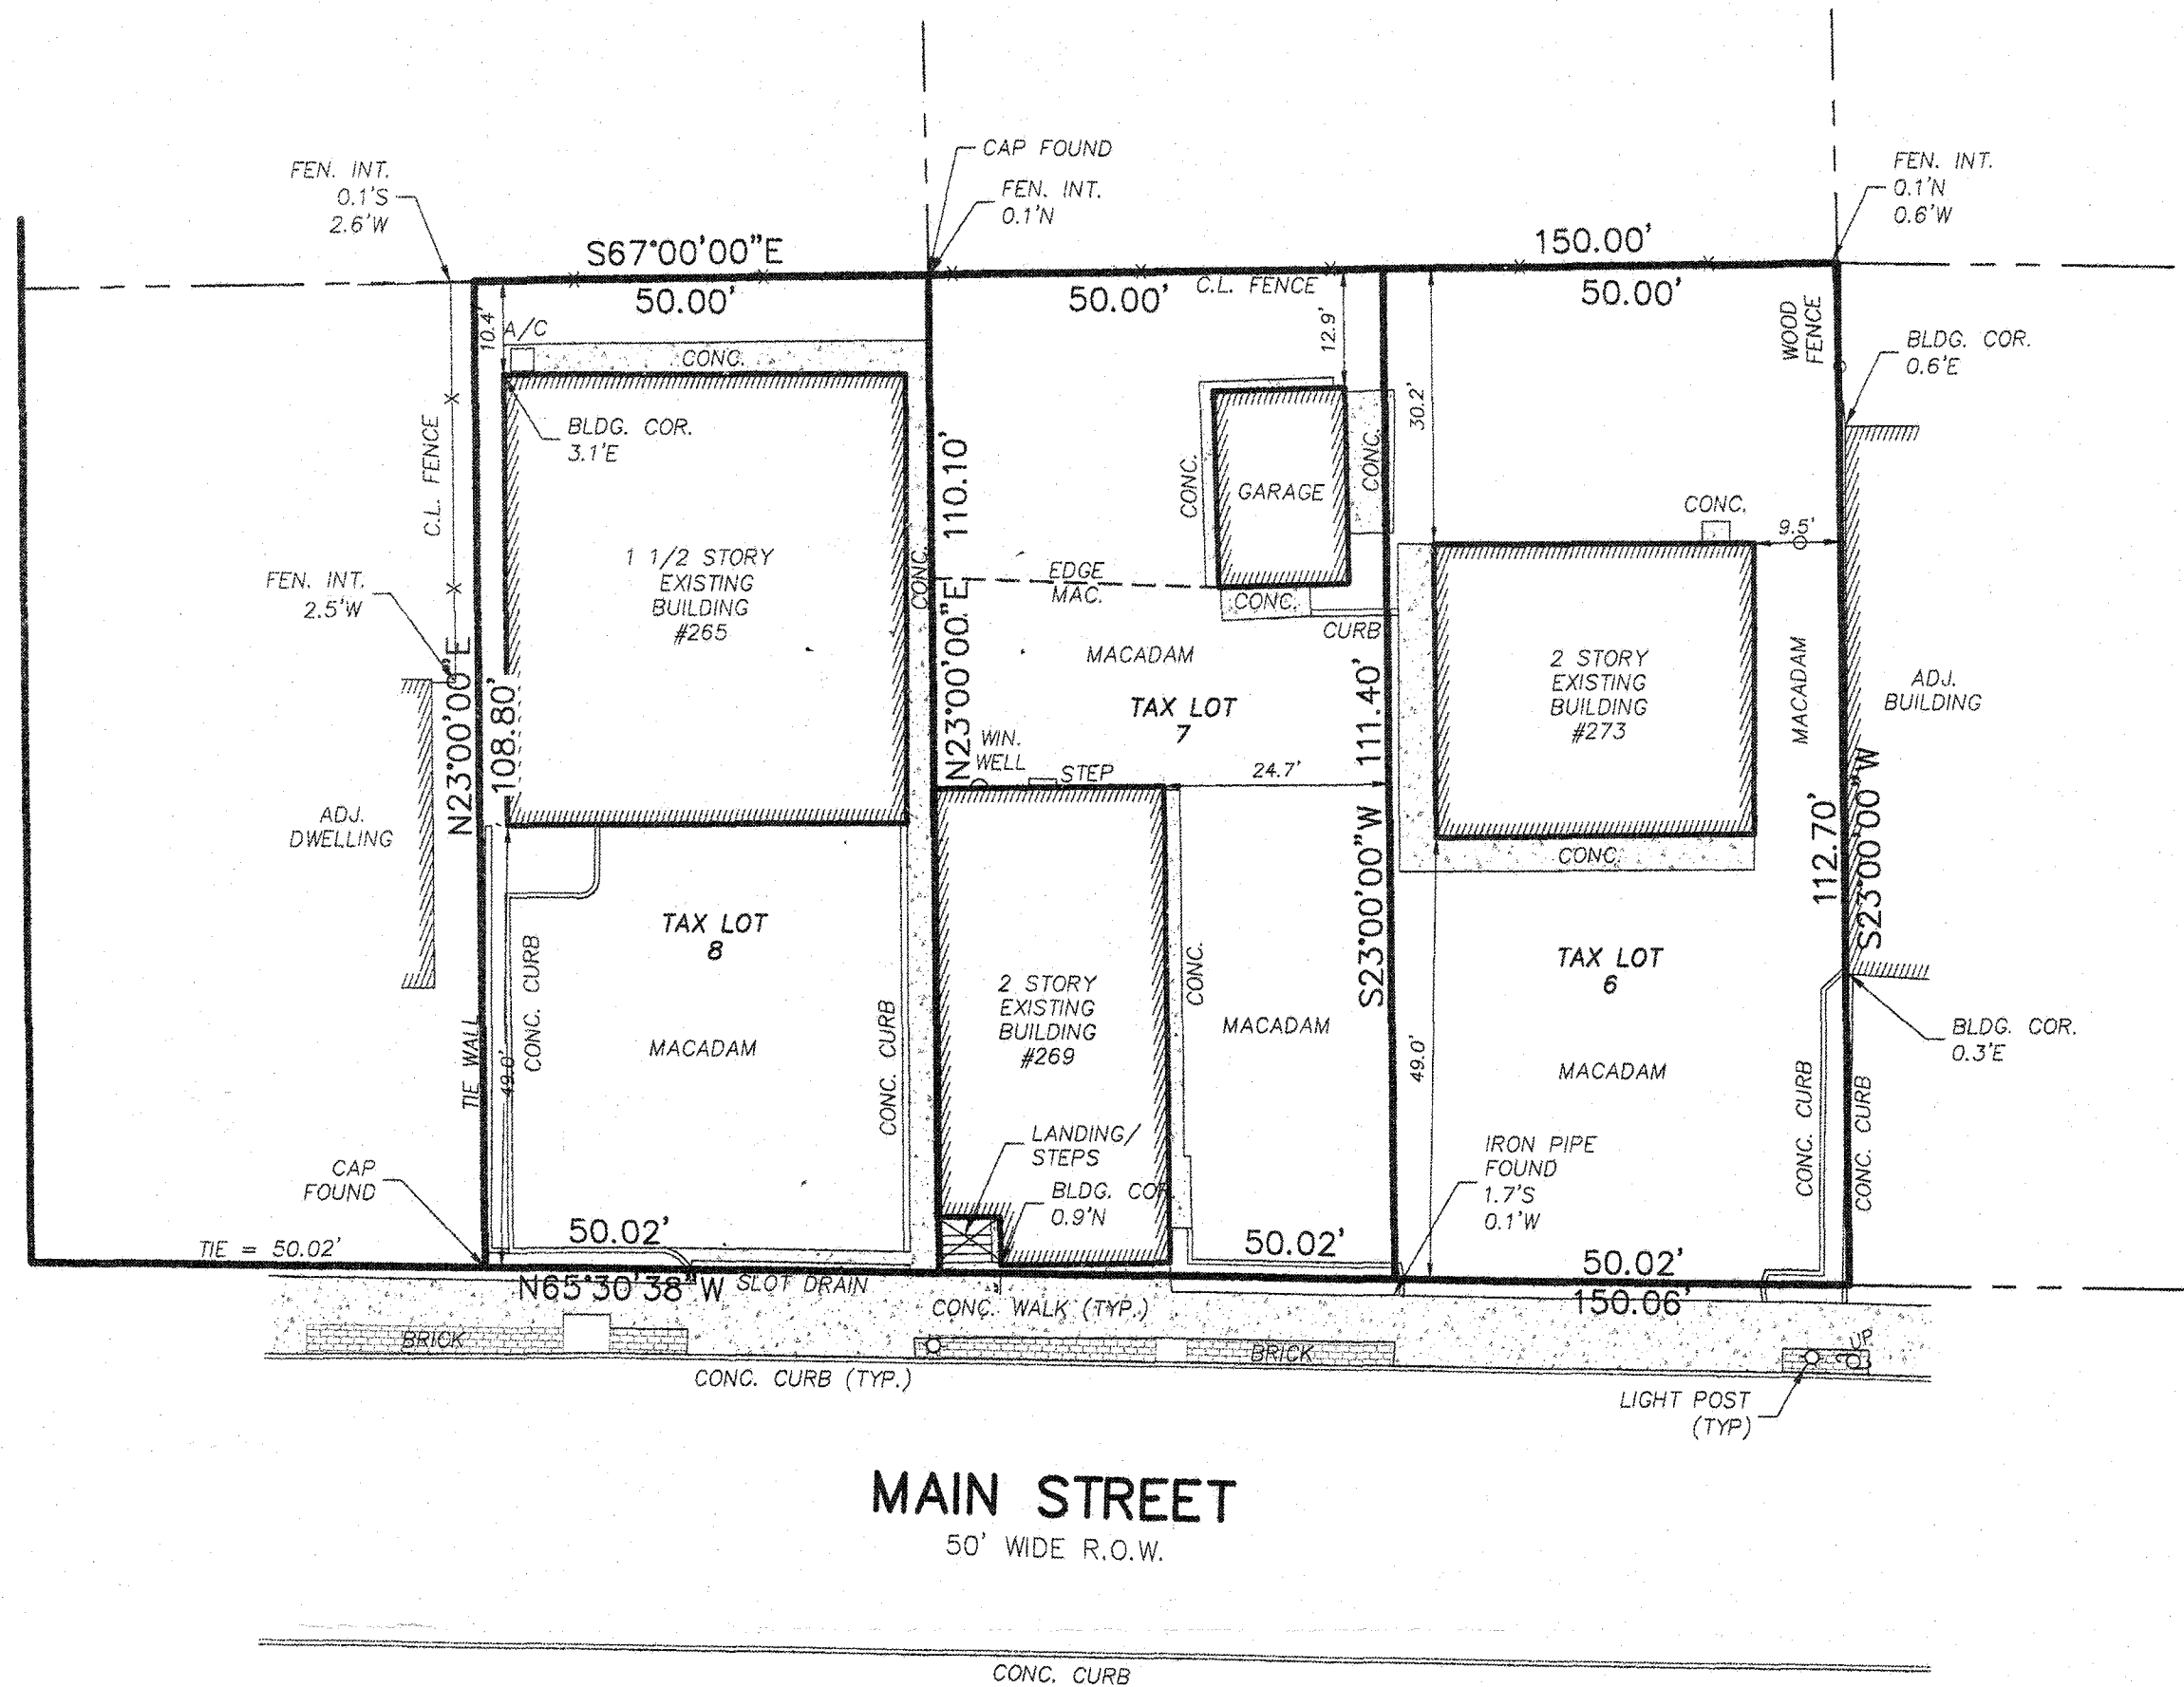 CAP FOUND
FEN. INT.
0.1'N
FEN. INT.
0.1'S
2.6'W
FEN. INT.
0.1'N
0.6'W
S67°00'00"E
150.00'
50.00'
50.00'
50.00'
C.L. FENCE
10.4'
A/C
CONC.
12.9'
WOOD
FENCE
BLDG. COR.
0.6'E
BLDG. COR.
3.1'E
C.L. FENCE
110.10'
N23°00'00"E
CONC.
CONC.
GARAGE
CONC.
30.2'
CONC.
9.5'
1 1/2 STORY
EXISTING
BUILDING
#265
FEN. INT.
2.5'W
EDGE
MAC.
CONC.
CURB
MACADAM
TAX LOT
7
2 STORY
EXISTING
BUILDING
#273
MACADAM
ADJ.
BUILDING
N23°00'00"E
108.80'
WIN.
WELL
STEP
24.7'
111.40'
S23°00'00"W
112.70'
S23°00'00"W
ADJ.
DWELLING
CONC.
TAX LOT
8
TAX LOT
6
CONC. CURB
MACADAM
CONC. CURB
2 STORY
EXISTING
BUILDING
#269
CONC.
MACADAM
MACADAM
BLDG. COR.
0.3'E
TIE WALL
49.0'
49.0'
CONC. CURB
CONC. CURB
LANDING/
STEPS
BLDG. COR.
0.9'N
IRON PIPE
FOUND
1.7'S
0.1'W
CAP
FOUND
TIE = 50.02'
50.02'
50.02'
50.02'
N65°30'38"W
SLOT DRAIN
150.06'
CONC. WALK (TYP.)
BRICK
BRICK
UP
CONC. CURB (TYP.)
LIGHT POST
(TYP)
MAIN STREET
50' WIDE R.O.W.
CONC. CURB